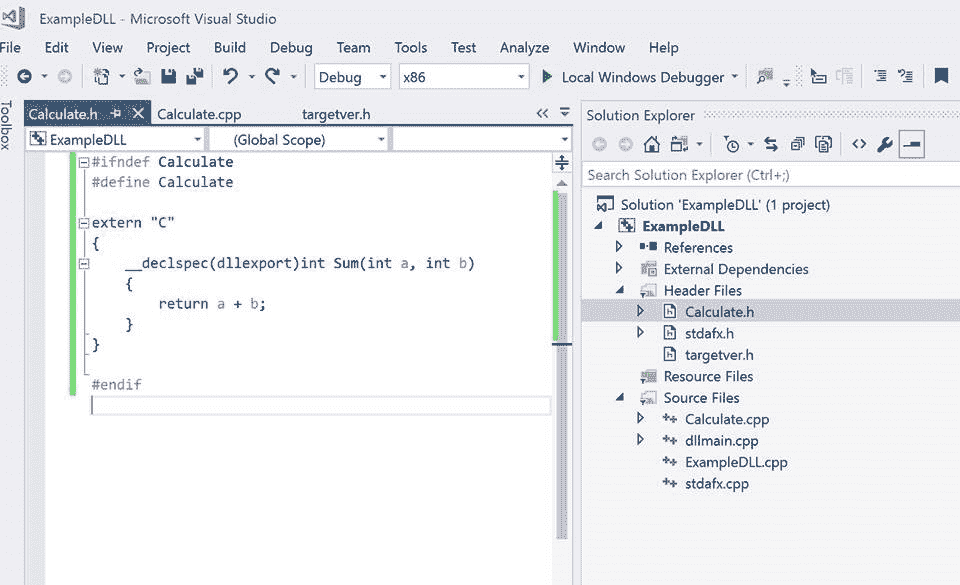 ExampleDLL - Microsoft Visual Studio
File Edit View Project Build Debug Team Tools Test Analyze Window Help
Debug x86 Local Windows Debugger
Toolbox
Calculate.h Calculate.cpp targetver.h
ExampleDLL (Global Scope)
#ifndef Calculate
#define Calculate
extern "C"
{
__declspec(dllexport)int Sum(int a, int b)
{
return a + b;
}
}
#endif
Solution Explorer
Search Solution Explorer (Ctrl+;)
Solution 'ExampleDLL' (1 project)
ExampleDLL
References
External Dependencies
Header Files
Calculate.h
stdafx.h
targetver.h
Resource Files
Source Files
Calculate.cpp
dllmain.cpp
ExampleDLL.cpp
stdafx.cpp